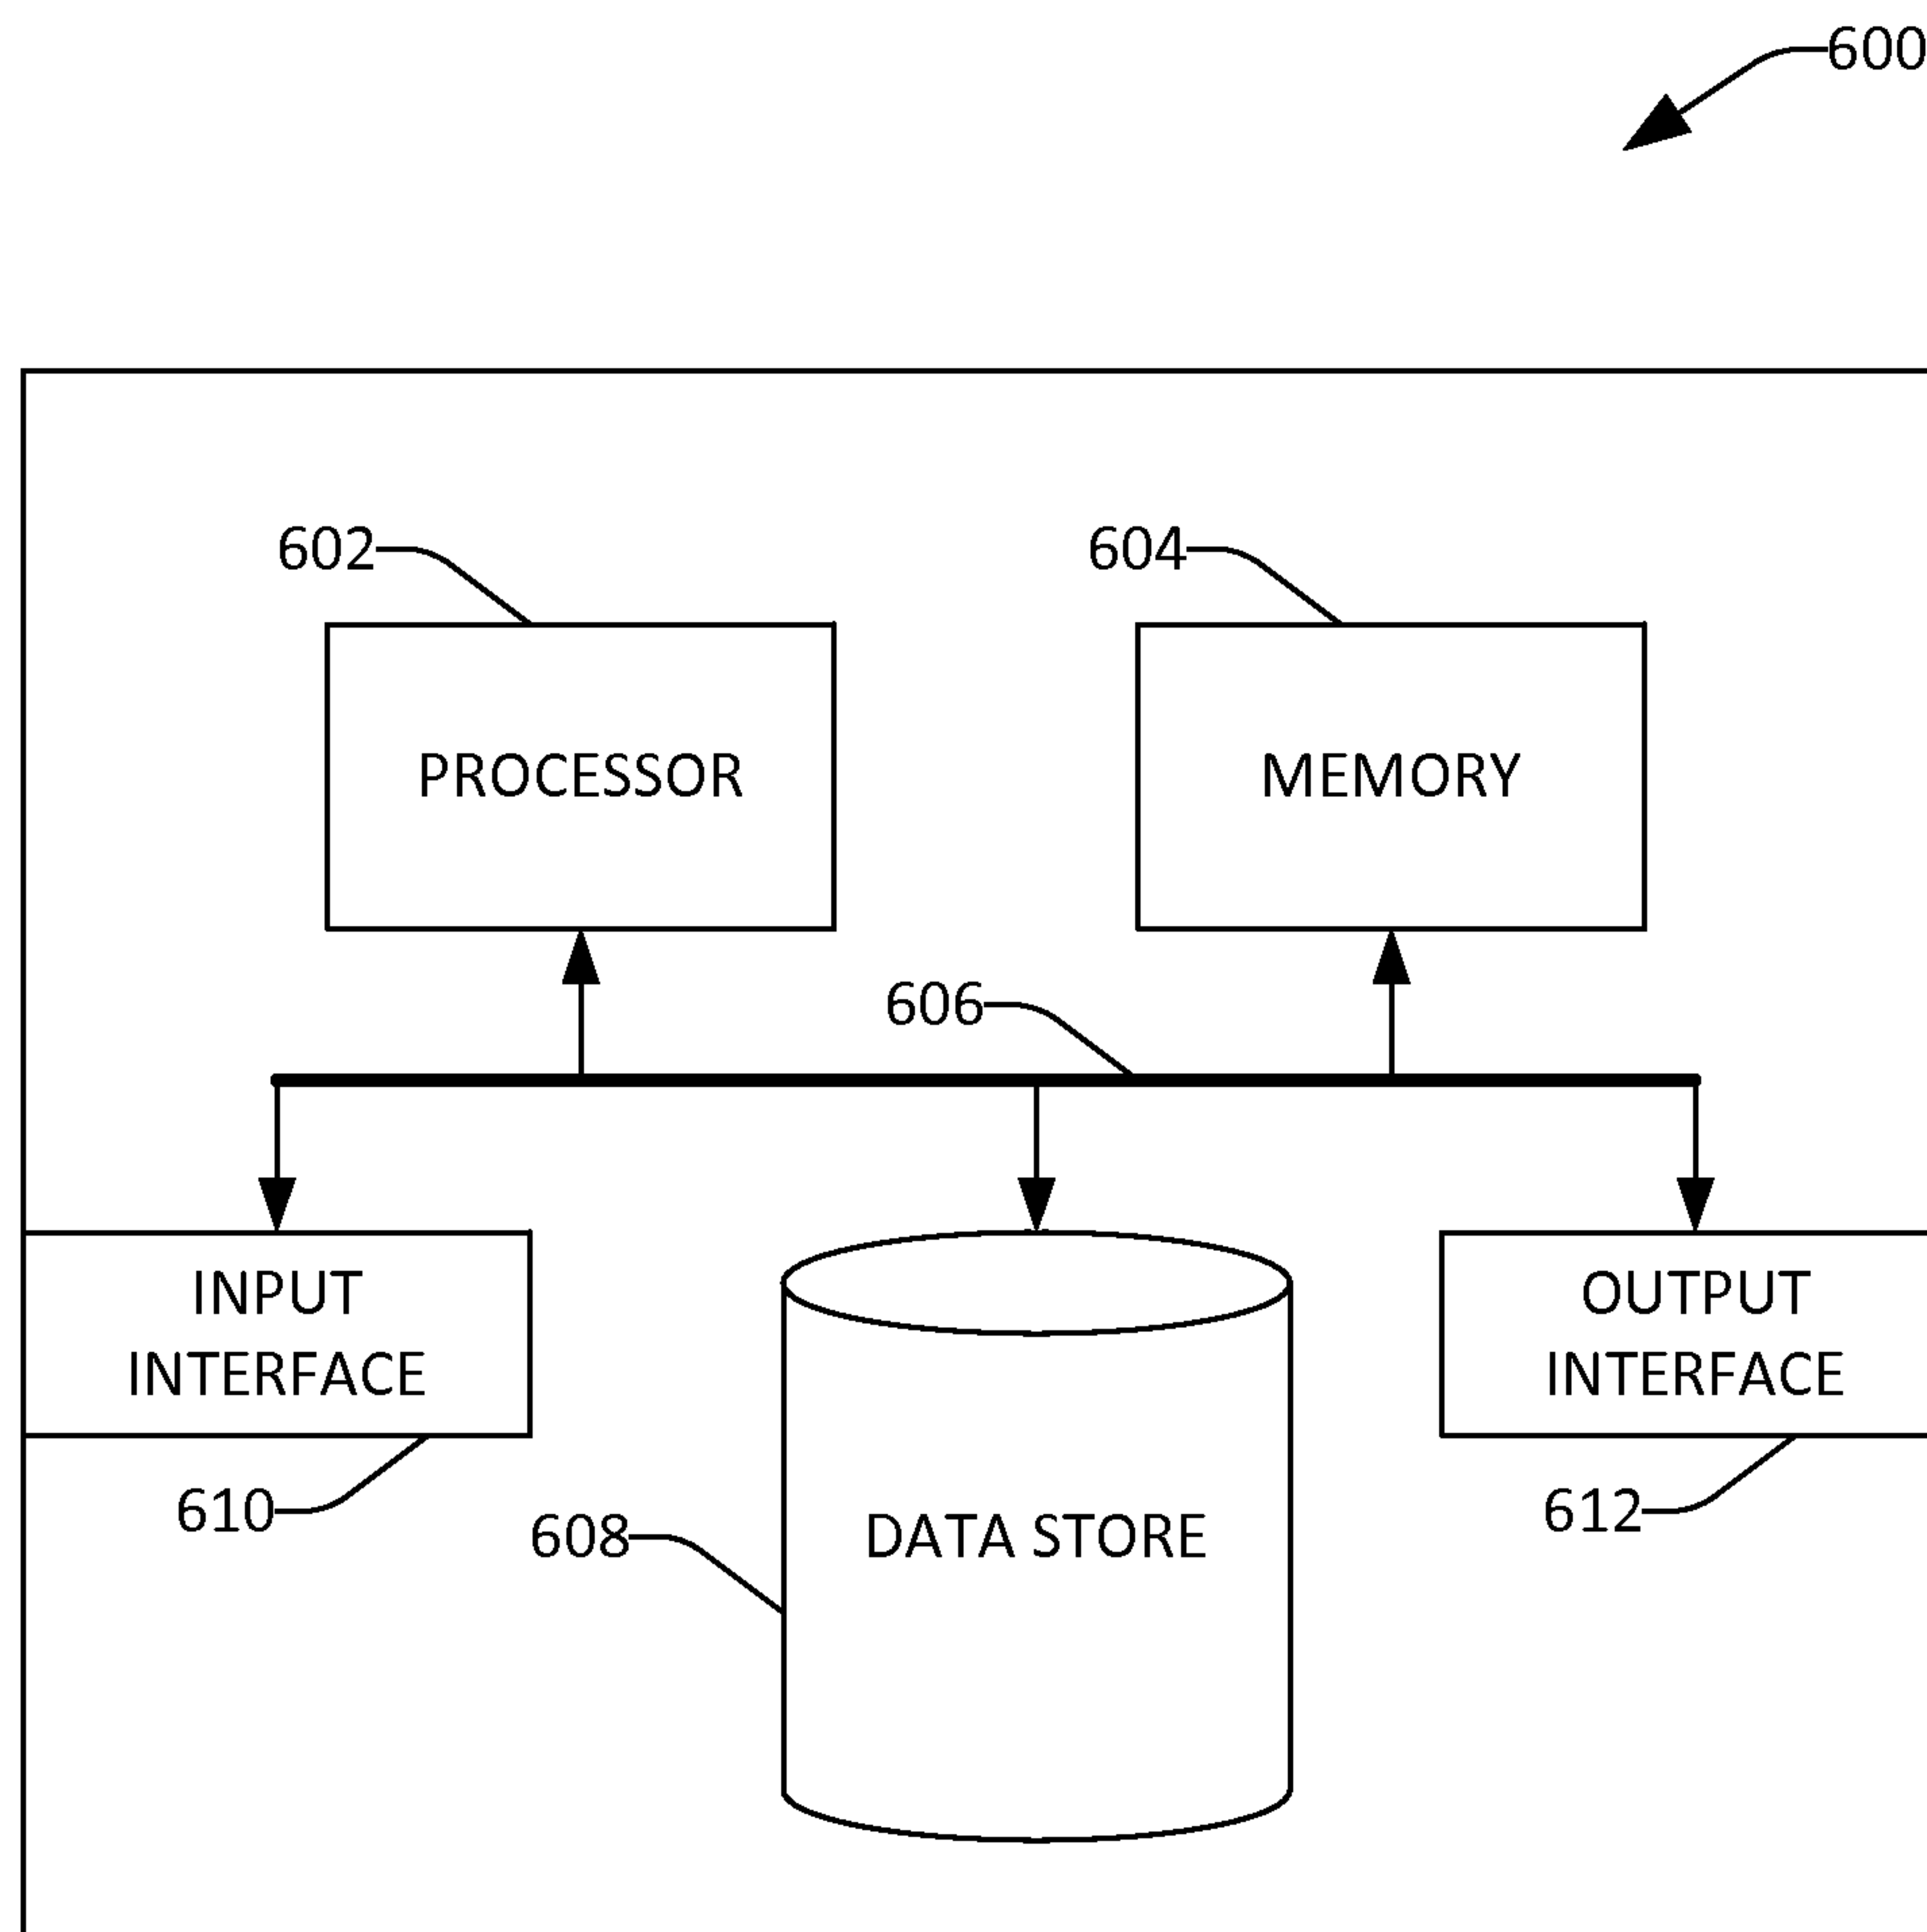 600
602
604
PROCESSOR
MEMORY
606
INPUT
INTERFACE
OUTPUT
INTERFACE
610
612
608
DATA STORE